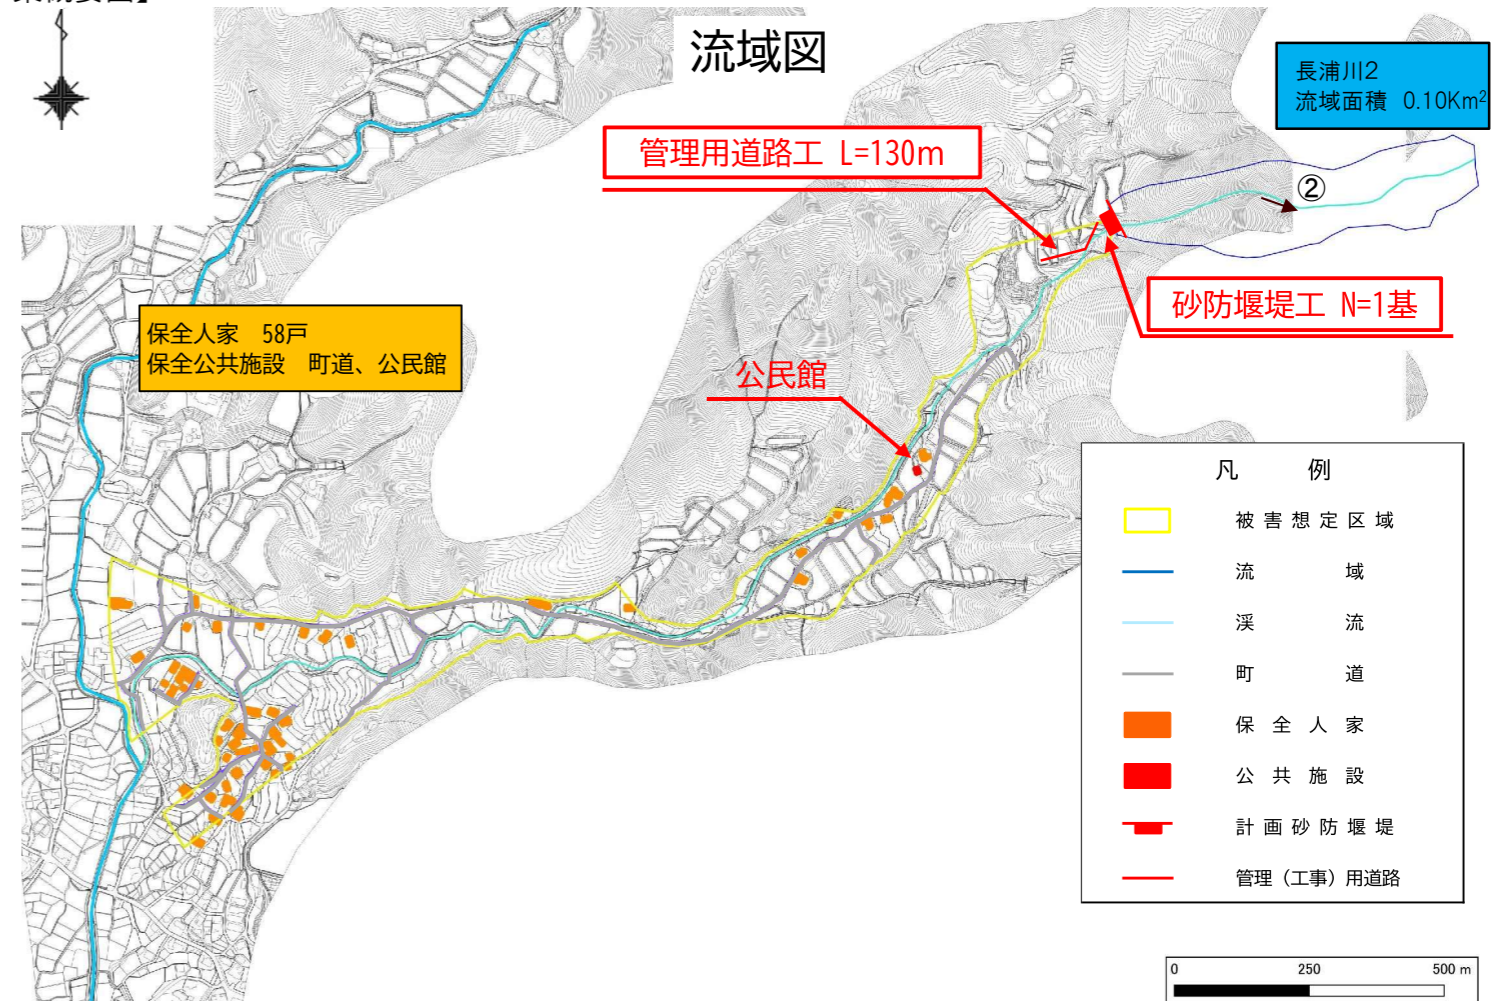 業概要図】
流域図
長浦川2
流域面積 0.10Km²
管理用道路工 L=130m
②
砂防堰堤工 N=1基
保全人家 58戸
保全公共施設 町道、公民館
公民館
凡 例
被害想定区域
流 域
渓 流
町 道
保全人家
公共施設
計画砂防堰堤
管理（工事）用道路
0 250 500 m